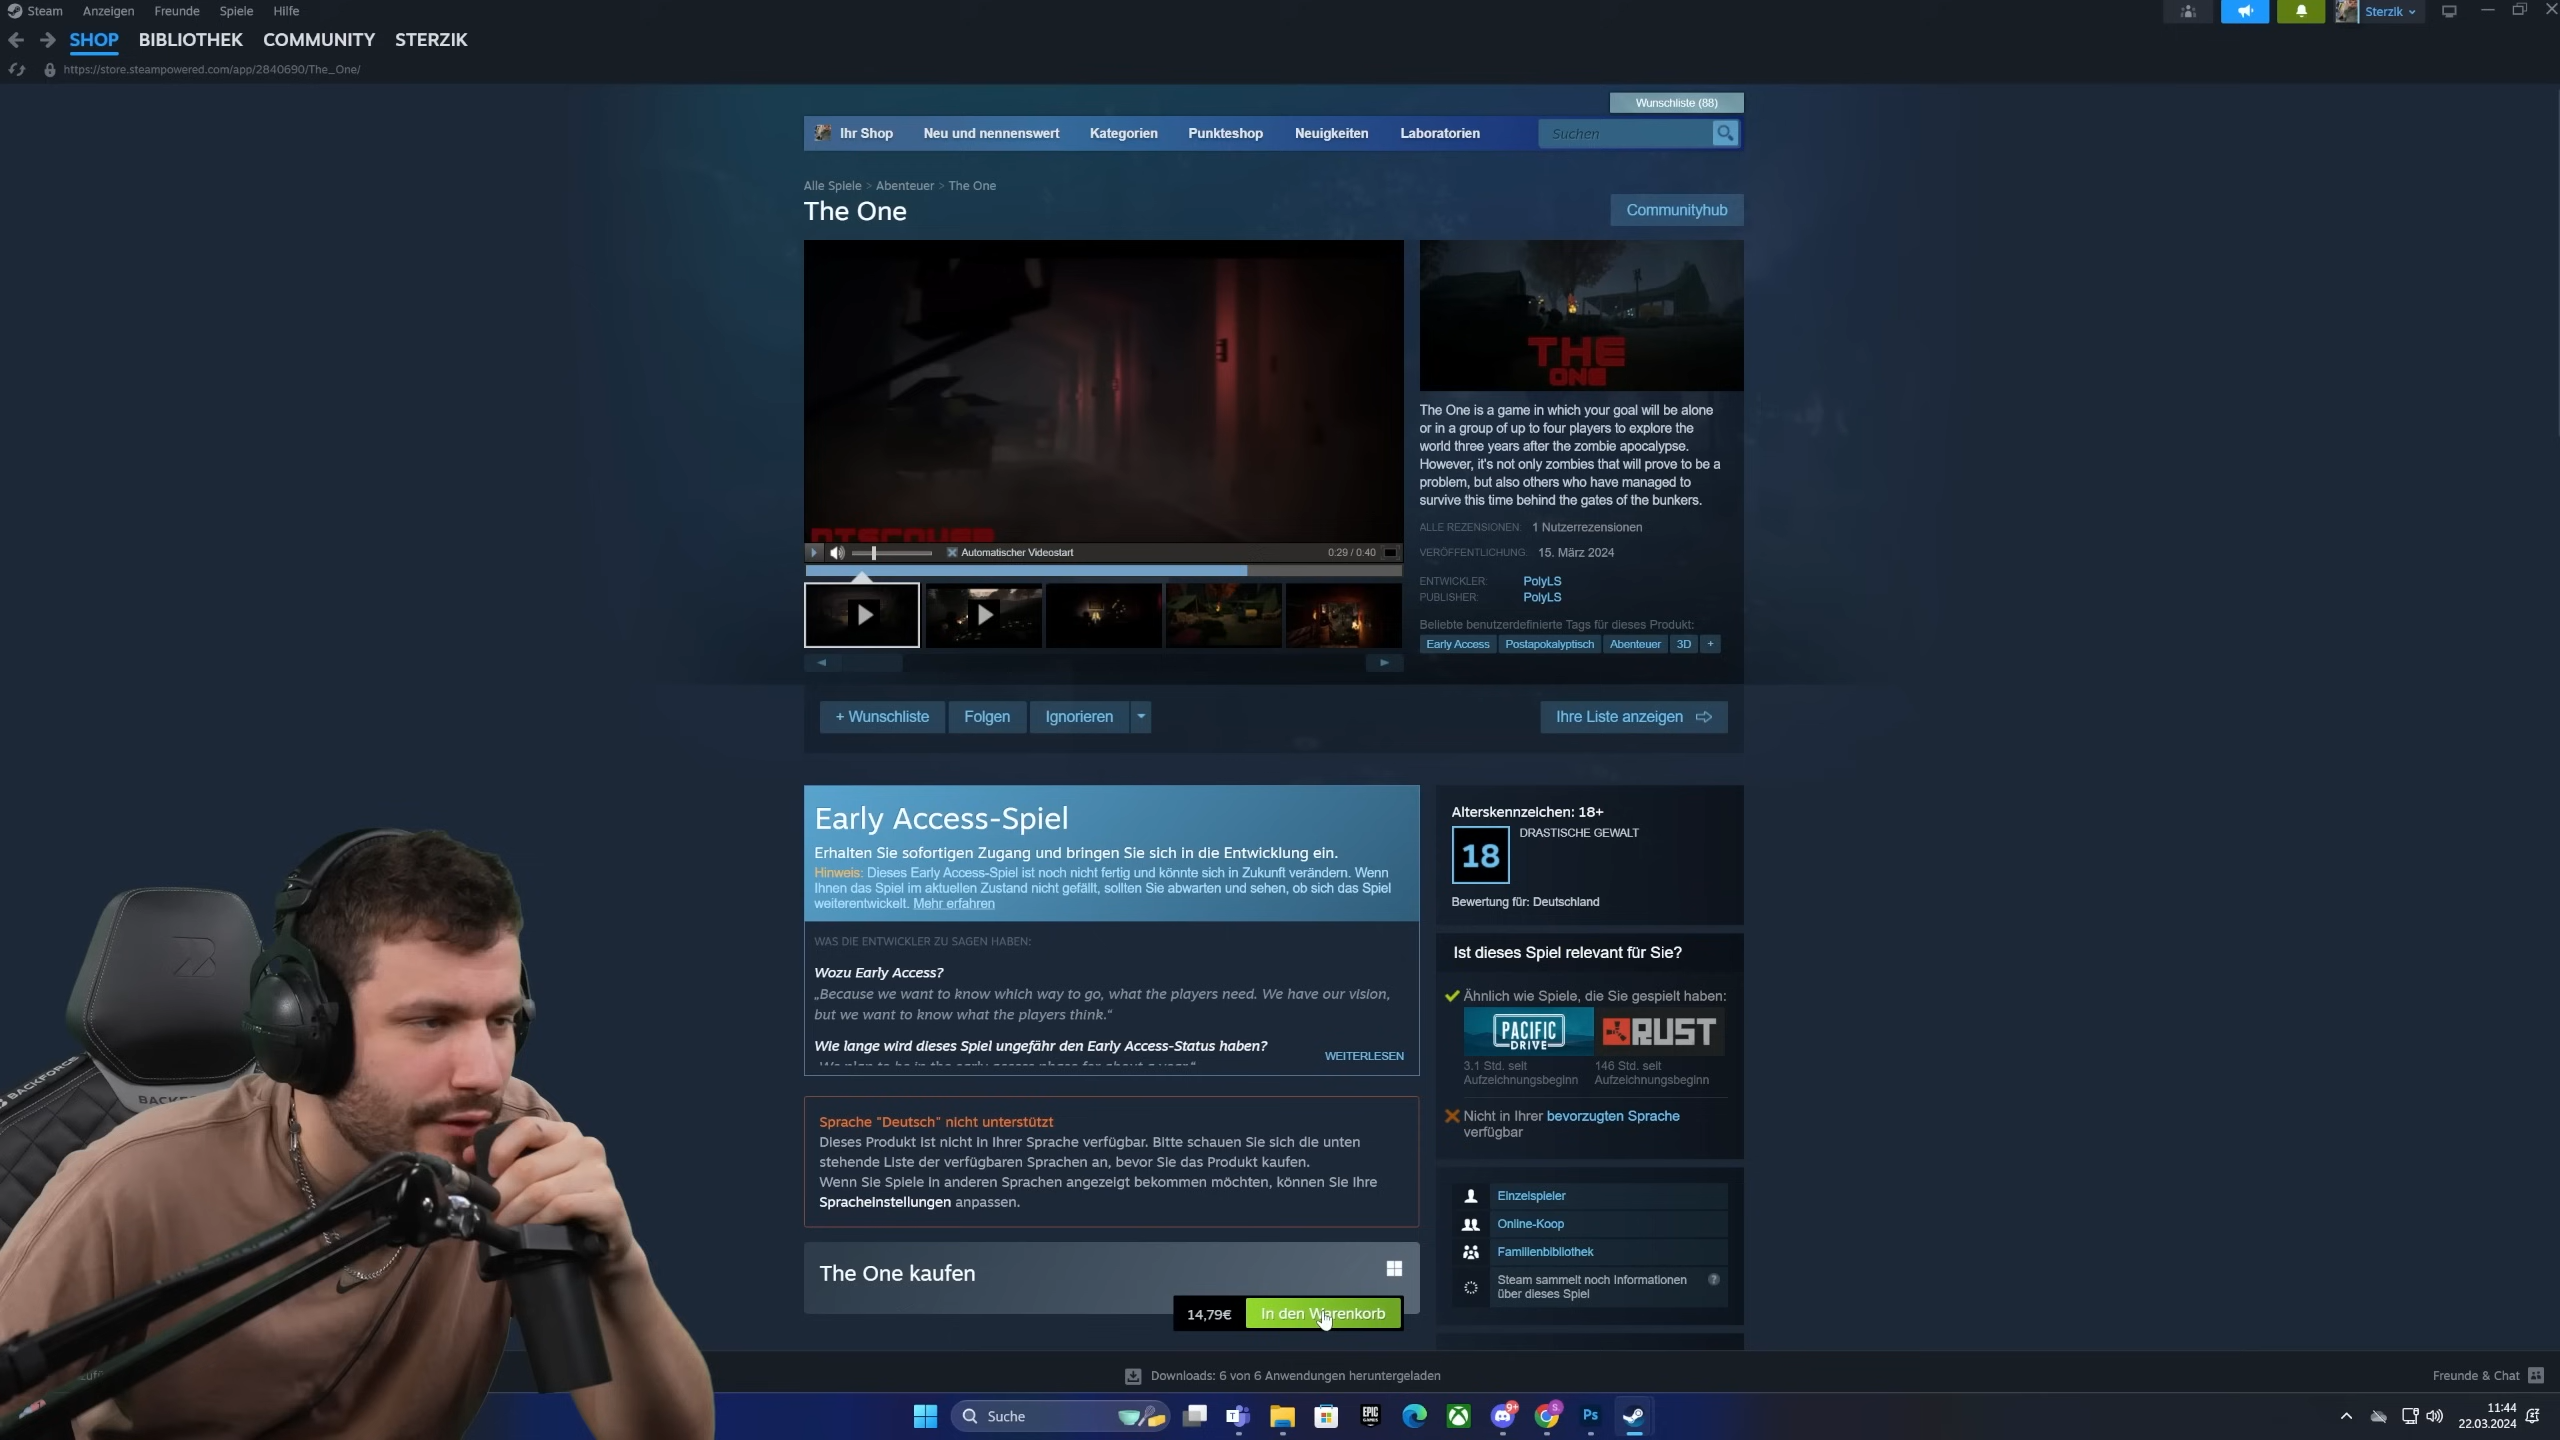 Steam Anzeigen Freunde Spiele Hilfe
Sterzik
SHOP BIBLIOTHEK COMMUNITY STERZIK
https://store.steampowered.com/app/2840690/The_One/
Wunschliste (88)
Ihr Shop Neu und nennenswert Kategorien Punkteshop Neuigkeiten Laboratorien Suchen
Alle Spiele > Abenteuer > The One
The One
Communityhub
THE
ONE
The One is a game in which your goal will be alone
or in a group of up to four players to explore the
world three years after the zombie apocalypse.
However, it's not only zombies that will prove to be a
problem, but also others who have managed to
survive this time behind the gates of the bunkers.
ALLE REZENSIONEN: 1 Nutzerrezensionen
VERÖFFENTLICHUNG: 15. März 2024
ENTWICKLER: PolyLS
PUBLISHER: PolyLS
Beliebte benutzerdefinierte Tags für dieses Produkt:
Early Access Postapokalyptisch Abenteuer 3D +
Automatischer Videostart 0:29 / 0:40
+ Wunschliste Folgen Ignorieren Ihre Liste anzeigen
Early Access-Spiel
Erhalten Sie sofortigen Zugang und bringen Sie sich in die Entwicklung ein.
Hinweis: Dieses Early Access-Spiel ist noch nicht fertig und könnte sich in Zukunft verändern. Wenn
Ihnen das Spiel im aktuellen Zustand nicht gefällt, sollten Sie abwarten und sehen, ob sich das Spiel
weiterentwickelt. Mehr erfahren
WAS DIE ENTWICKLER ZU SAGEN HABEN:
Wozu Early Access?
„Because we want to know which way to go, what the players need. We have our vision,
but we want to know what the players think.“
Wie lange wird dieses Spiel ungefähr den Early Access-Status haben?
WEITERLESEN
Sprache "Deutsch" nicht unterstützt
Dieses Produkt ist nicht in Ihrer Sprache verfügbar. Bitte schauen Sie sich die unten
stehende Liste der verfügbaren Sprachen an, bevor Sie das Produkt kaufen.
Wenn Sie Spiele in anderen Sprachen angezeigt bekommen möchten, können Sie Ihre
Spracheinstellungen anpassen.
The One kaufen
14,79€ In den Warenkorb
Alterskennzeichen: 18+
18
DRASTISCHE GEWALT
Bewertung für: Deutschland
Ist dieses Spiel relevant für Sie?
Ähnlich wie Spiele, die Sie gespielt haben:
PACIFIC
DRIVE
RUST
3.1 Std. seit
Aufzeichnungsbeginn
146 Std. seit
Aufzeichnungsbeginn
Nicht in Ihrer bevorzugten Sprache
verfügbar
Einzelspieler
Online-Koop
Familienbibliothek
Steam sammelt noch Informationen
über dieses Spiel
?
BACKFORCE
Downloads: 6 von 6 Anwendungen heruntergeladen
Freunde & Chat
Suche
EPIC
GAMES
9+
S
Ps
11:44
22.03.2024